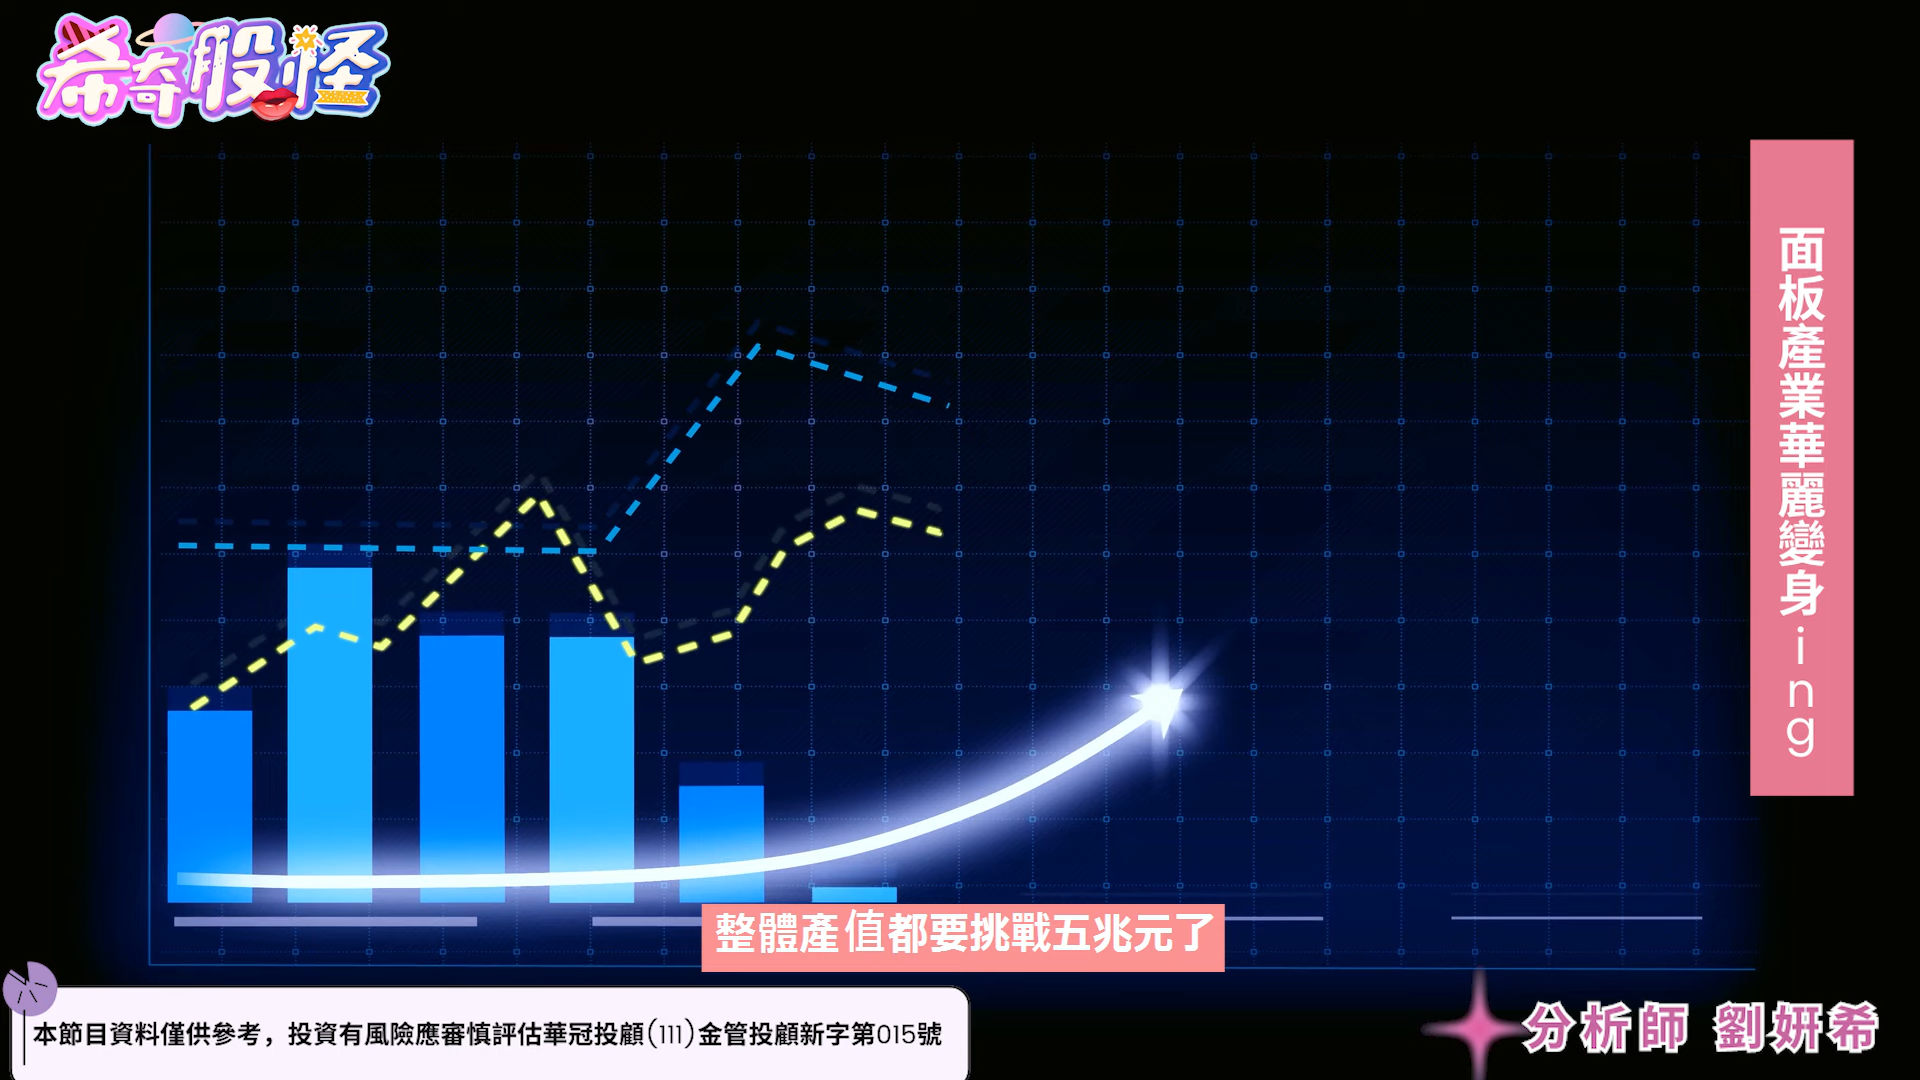 希奇股怪
面板產業華麗變身ing
整體產值都要挑戰五兆元了
本節目資料僅供參考，投資有風險應審慎評估華冠投顧(111)金管投顧新字第015號
分析師 劉妍希